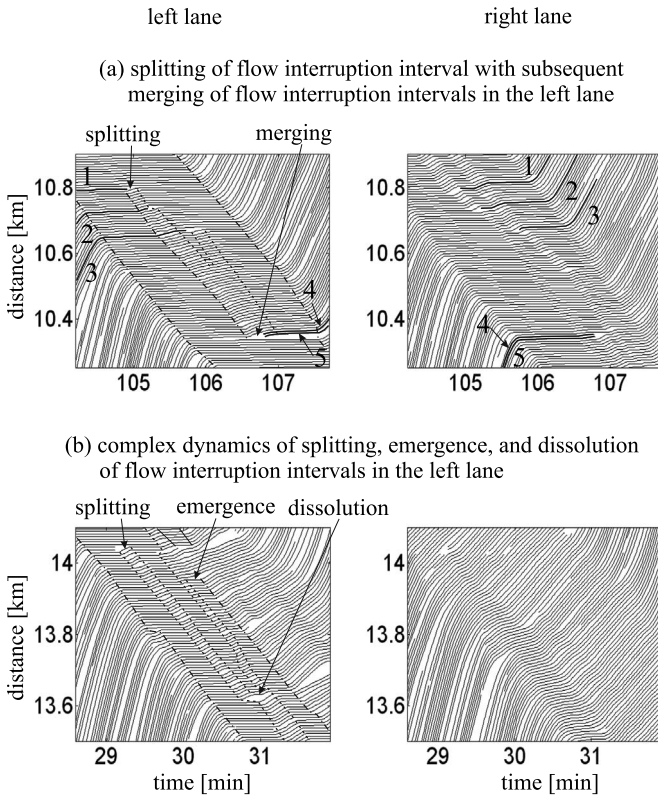 left lane
right lane
(a) splitting of flow interruption interval with subsequent
merging of flow interruption intervals in the left lane
splitting
merging
distance [km]
10.8
10.6
10.4
1
2
3
4
5
105
106
107
10.8
10.6
10.4
1
2
3
4
5
105
106
107
(b) complex dynamics of splitting, emergence, and dissolution
of flow interruption intervals in the left lane
splitting
emergence
dissolution
distance [km]
14
13.8
13.6
29
30
31
time [min]
14
13.8
13.6
29
30
31
time [min]